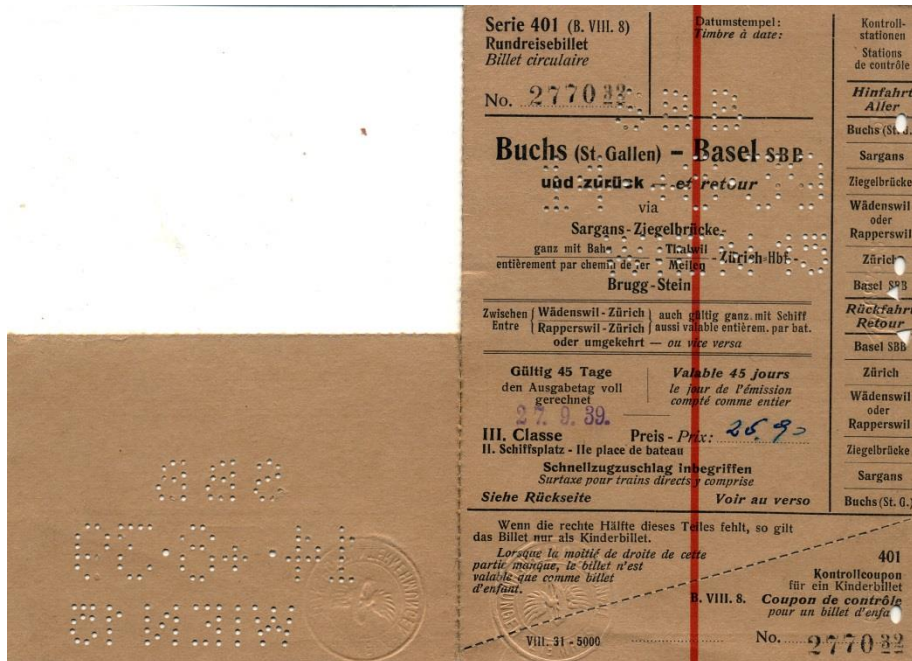 Serie 401 (B. VIII. 8)
Rundreisebillet
Billet circulaire
No. 27703
Datumstempel:
Timbre à date:
Buchs (St. Gallen) – Basel SBB
und zurück – et retour
via
Sargans-Ziegelbrücke-
ganz mit Bahn
entièrement par chemin de fer
Thalwil
Meilen
-Zürich Hbf.-
Brugg-Stein
Zwischen
Entre
Wädenswil-Zürich
Rapperswil-Zürich
auch gültig ganz mit Schiff
aussi valable entièrem. par bat.
oder umgekehrt — ou vice versa
Gültig 45 Tage
den Ausgabetag voll
gerechnet
Valable 45 jours
le jour de l'émission
compté comme entier
27. 9. 39.
III. Classe
Preis - Prix: 25.90
II. Schiffsplatz - IIe place de bateau
Schnellzugzuschlag inbegriffen
Surtaxe pour trains directs y comprise
Siehe Rückseite
Voir au verso
Wenn die rechte Hälfte dieses Teiles fehlt, so gilt
das Billet nur als Kinderbillet.
Lorsque la moitié de droite de cette
partie manque, le billet n'est
valable que comme billet
d'enfant.
VIII. 31 - 5000
401
Kontrollcoupon
für ein Kinderbillet
B. VIII. 8. Coupon de contrôle
pour un billet d'enfa
No. 27703
Kontroll-
stationen
Stations
de contrôle
Hinfahrt
Aller
Buchs (St. G.)
Sargans
Ziegelbrücke
Wädenswil
oder
Rapperswil
Zürich
Basel SBB
Rückfahrt
Retour
Basel SBB
Zürich
Wädenswil
oder
Rapperswil
Ziegelbrücke
Sargans
Buchs (St. G.)
SBB
WIEN